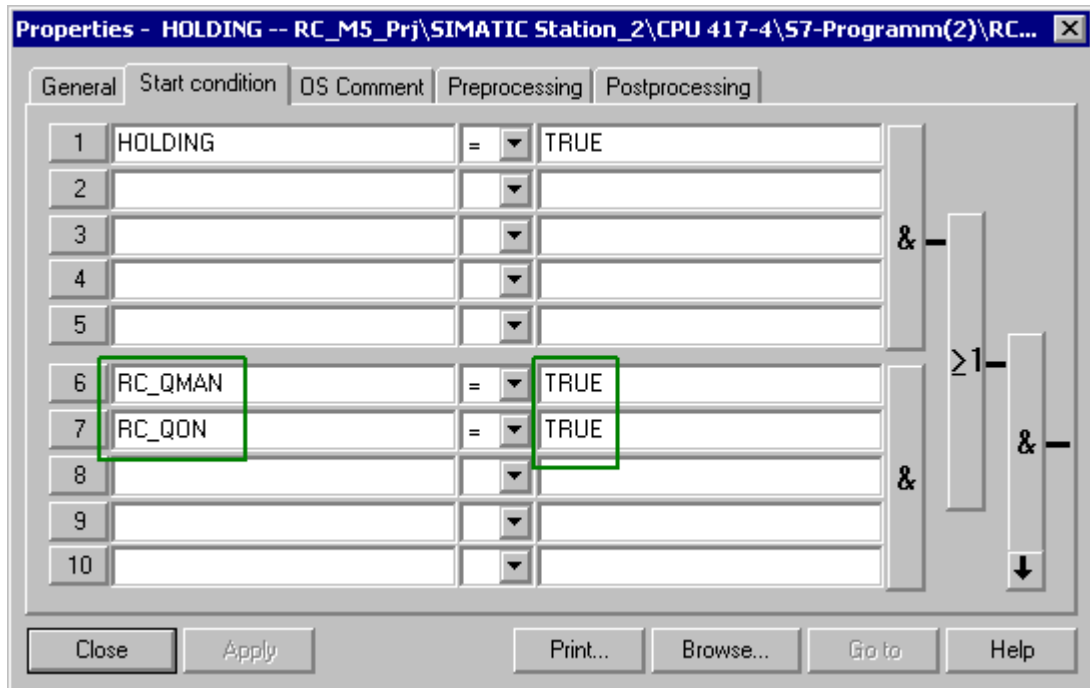 Properties - HOLDING -- RC_M5_Prj\SIMATIC Station_2\CPU 417-4\S7-Programm(2)\RC...
General Start condition OS Comment Preprocessing Postprocessing
1 HOLDING = TRUE
2
3
&
4
5
≥1
6 RC_QMAN = TRUE
7 RC_QON = TRUE
&
8
&
9
10
Close Apply Print... Browse... Go to Help